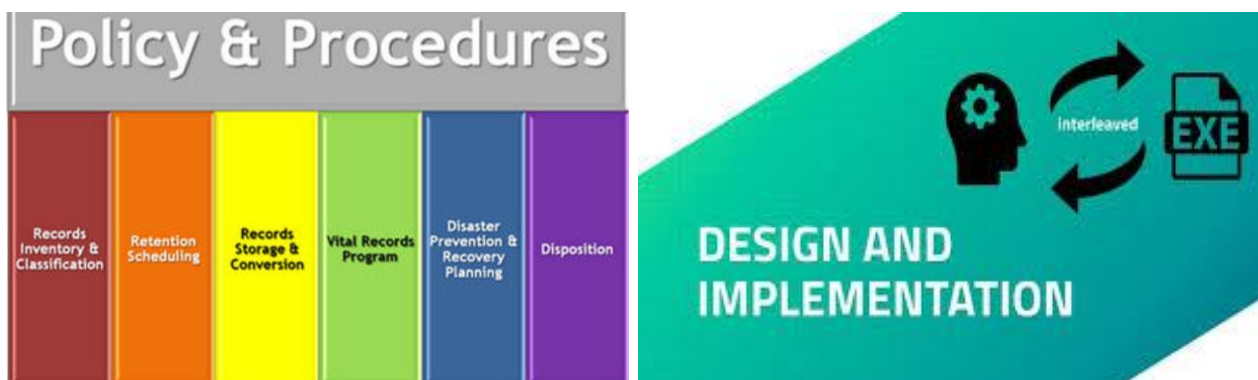 Policy & Procedures
Records
Inventory &
Classification
Retention
Scheduling
Records
Storage &
Conversion
Vital Records
Program
Disaster
Prevention &
Recovery
Planning
Disposition
interleaved
EXE
DESIGN AND
IMPLEMENTATION